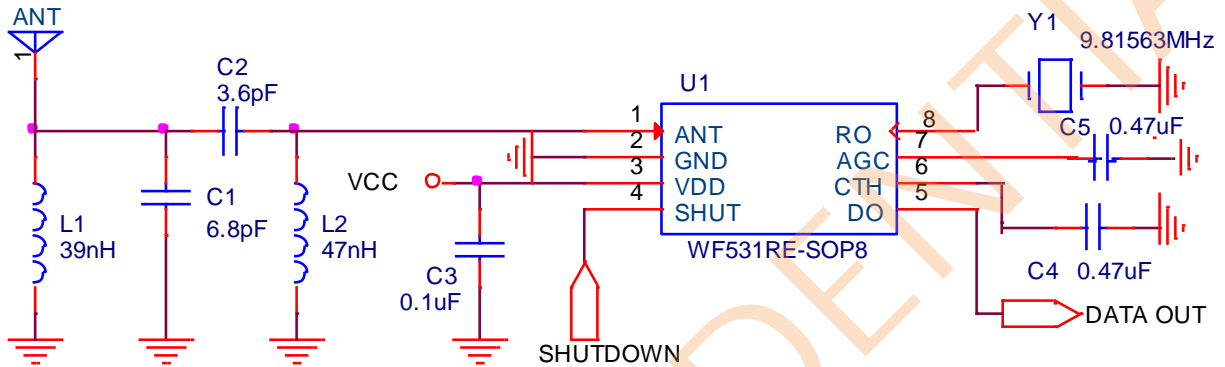 ANT
1
C2
3.6pF
L1
39nH
C1
6.8pF
L2
47nH
VCC
C3
0.1uF
SHUTDOWN
U1
1
2
3
4
ANT
GND
VDD
SHUT
RO
AGC
CTH
DO
8
7
6
5
WF531RE-SOP8
Y1
9.81563MHz
C5 0.47uF
C4 0.47uF
DATA OUT
DENTIA